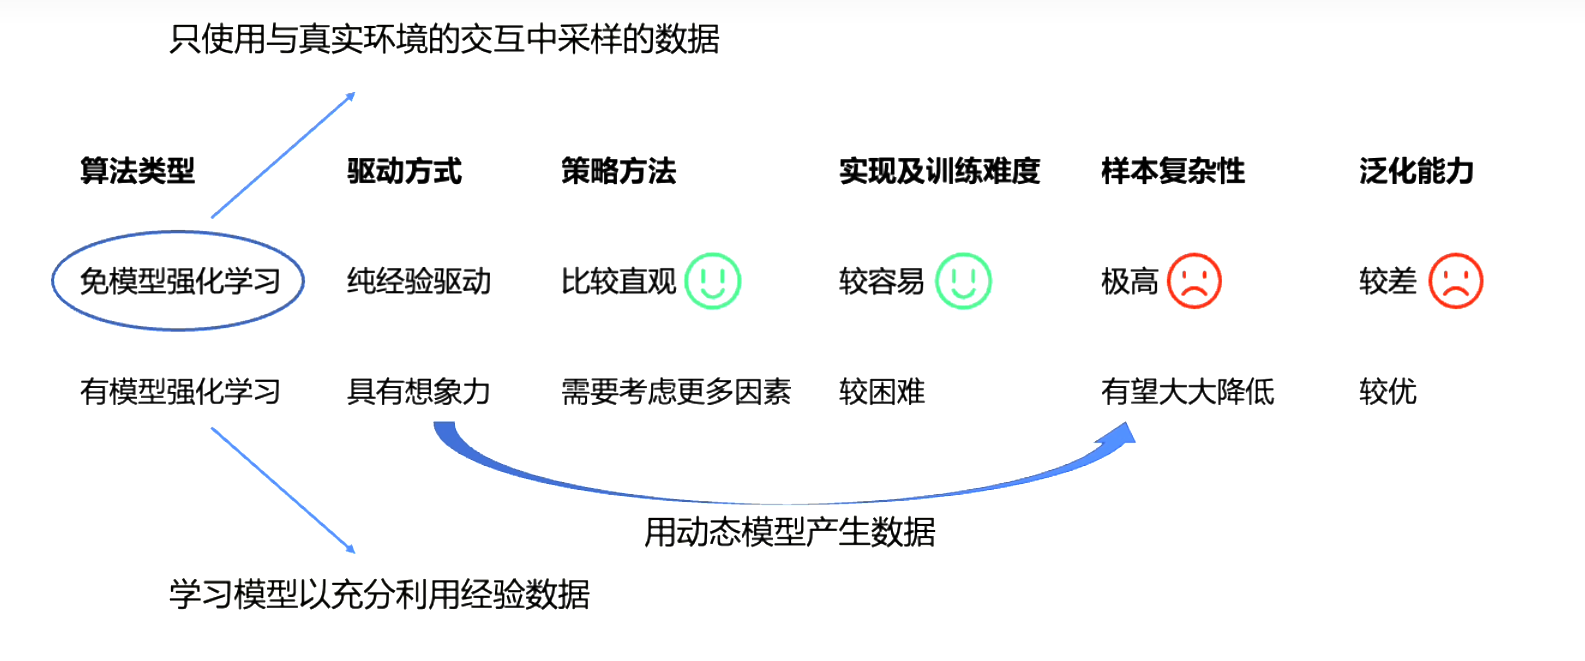 只使用与真实环境的交互中采样的数据
算法类型 驱动方式 策略方法 实现及训练难度 样本复杂性 泛化能力
免模型强化学习 纯经验驱动 比较直观 较容易 极高 较差
有模型强化学习 具有想象力 需要考虑更多因素 较困难 有望大大降低 较优
用动态模型产生数据
学习模型以充分利用经验数据